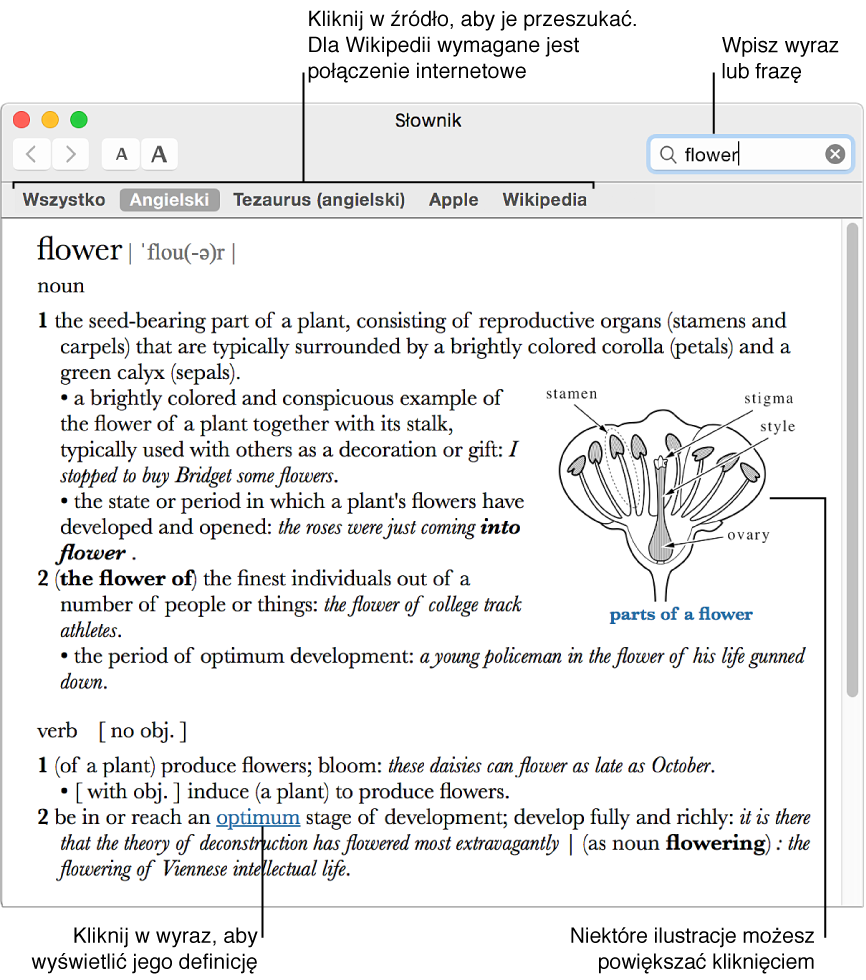 Kliknij w źródło, aby je przeszukać.
Dla Wikipedii wymagane jest
połączenie internetowe
Wpisz wyraz
lub frazę
Słownik
A A
flower
Wszystko Angielski Tezaurus (angielski) Apple Wikipedia
flower | ˈflou(-ə)r |
noun
1 the seed-bearing part of a plant, consisting of reproductive organs (stamens and
carpels) that are typically surrounded by a brightly colored corolla (petals) and a
green calyx (sepals).
• a brightly colored and conspicuous example of
the flower of a plant together with its stalk,
typically used with others as a decoration or gift: I
stopped to buy Bridget some flowers.
• the state or period in which a plant's flowers have
developed and opened: the roses were just coming into
flower .
stamen
stigma
style
ovary
parts of a flower
2 (the flower of) the finest individuals out of a
number of people or things: the flower of college track
athletes.
• the period of optimum development: a young policeman in the flower of his life gunned
down.
verb [ no obj. ]
1 (of a plant) produce flowers; bloom: these daisies can flower as late as October.
• [ with obj. ] induce (a plant) to produce flowers.
2 be in or reach an optimum stage of development; develop fully and richly: it is there
that the theory of deconstruction has flowered most extravagantly | (as noun flowering) : the
flowering of Viennese intellectual life.
Kliknij w wyraz, aby
wyświetlić jego definicję
Niektóre ilustracje możesz
powiększać kliknięciem